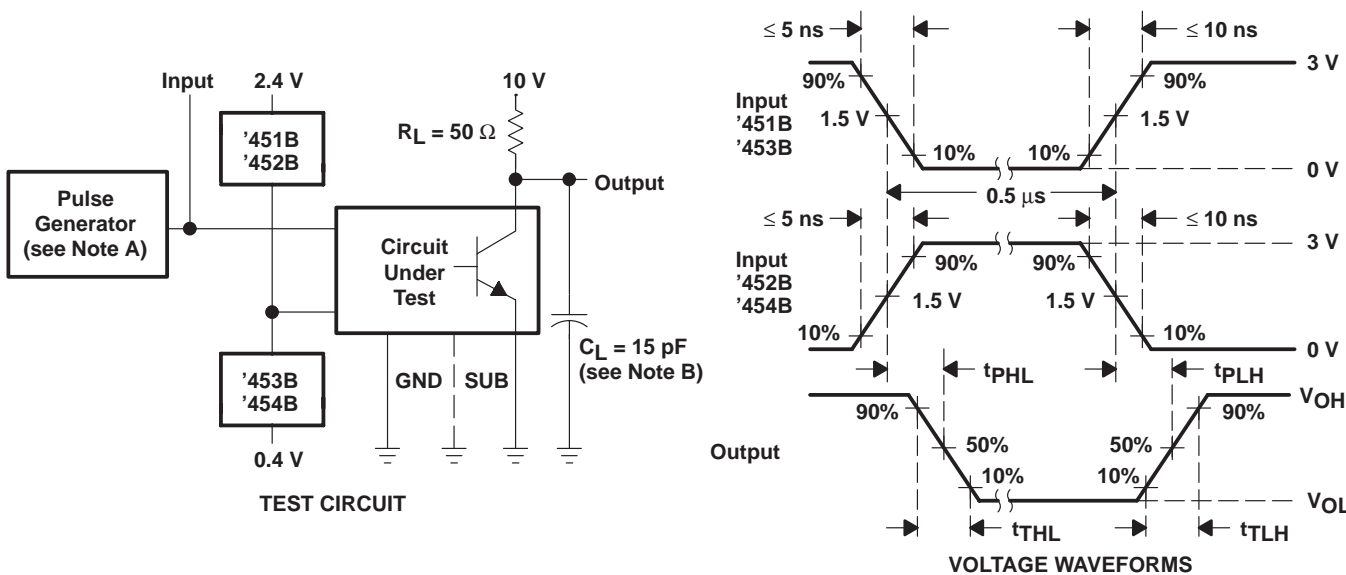 Input
2.4 V
10 V
'451B
'452B
RL = 50 Ω
Output
Pulse
Generator
(see Note A)
Circuit
Under
Test
CL = 15 pF
(see Note B)
'453B
'454B
GND
SUB
0.4 V
TEST CIRCUIT
≤ 5 ns
≤ 10 ns
3 V
90%
90%
Input
'451B
'453B
1.5 V
1.5 V
10%
10%
0 V
0.5 μs
≤ 5 ns
≤ 10 ns
3 V
Input
'452B
'454B
90%
90%
1.5 V
1.5 V
10%
10%
0 V
tPHL
tPLH
VOH
90%
90%
Output
50%
50%
10%
10%
VOL
tTHL
tTLH
VOLTAGE WAVEFORMS